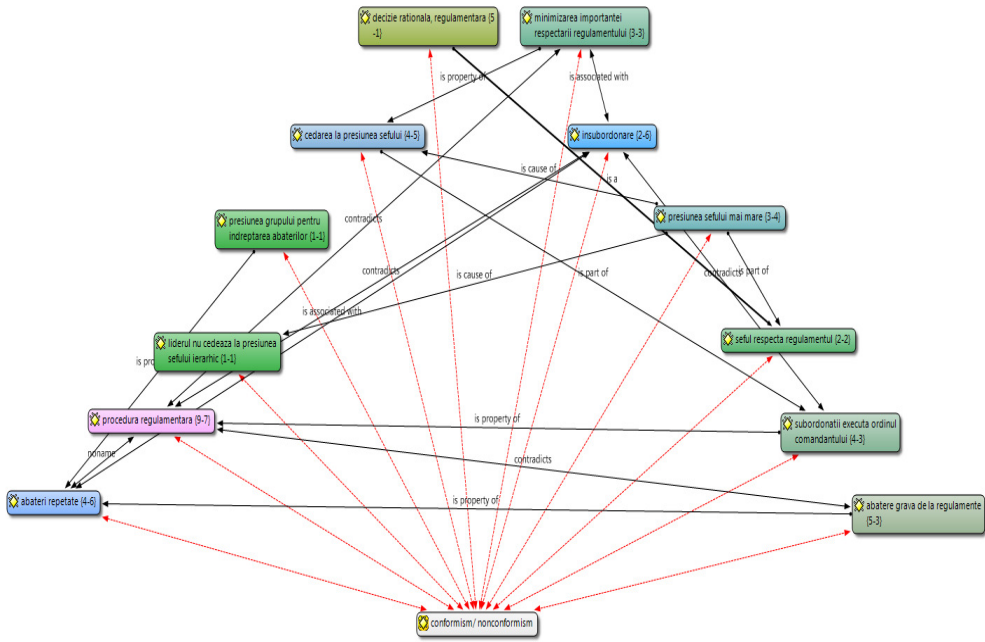 decizie rationala, regulamentara {5
-1}
minimizarea importantei
respectarii regulamentului {3-3}
is property of
is associated with
cedarea la presiunea sefului {4-5}
insubordonare {2-6}
is cause of
is a
presiunea grupului pentru
indreptarea abaterilor {1-1}
contradicts
presiunea sefului mai mare {3-4}
contradicts
is cause of
is part of
contradicts
is part of
is associated with
liderul nu cedeaza la presiunea
sefului ierarhic {1-1}
seful respecta regulamentul {2-2}
procedura regulamentara {9-7}
is property of
subordonatii executa ordinul
comandantului {4-3}
noname
contradicts
abateri repetate {4-6}
is property of
abatere grava de la regulamente
{5-3}
conformism/ nonconformism